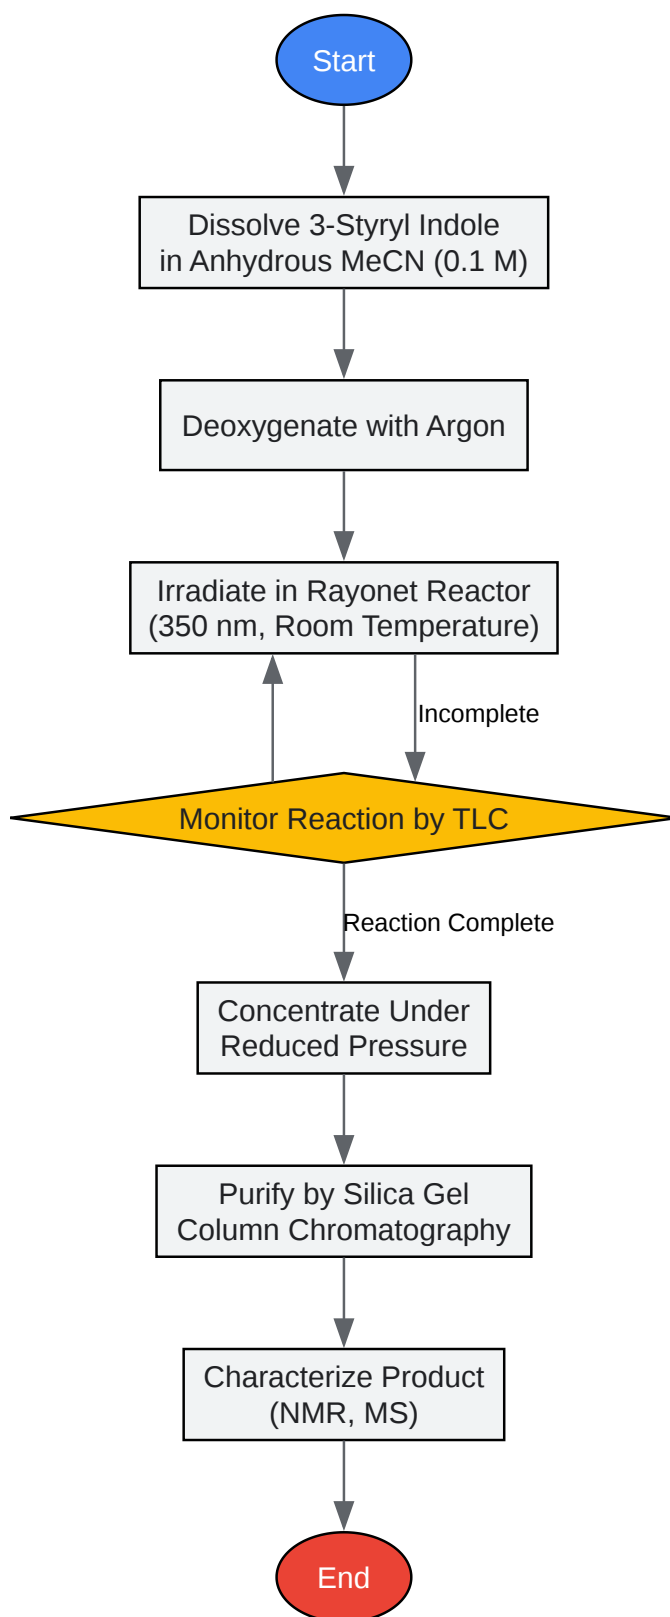 Start
Dissolve 3-Styryl Indole
in Anhydrous MeCN (0.1 M)
Deoxygenate with Argon
Irradiate in Rayonet Reactor
(350 nm, Room Temperature)
Incomplete
Monitor Reaction by TLC
Reaction Complete
Concentrate Under
Reduced Pressure
Purify by Silica Gel
Column Chromatography
Characterize Product
(NMR, MS)
End